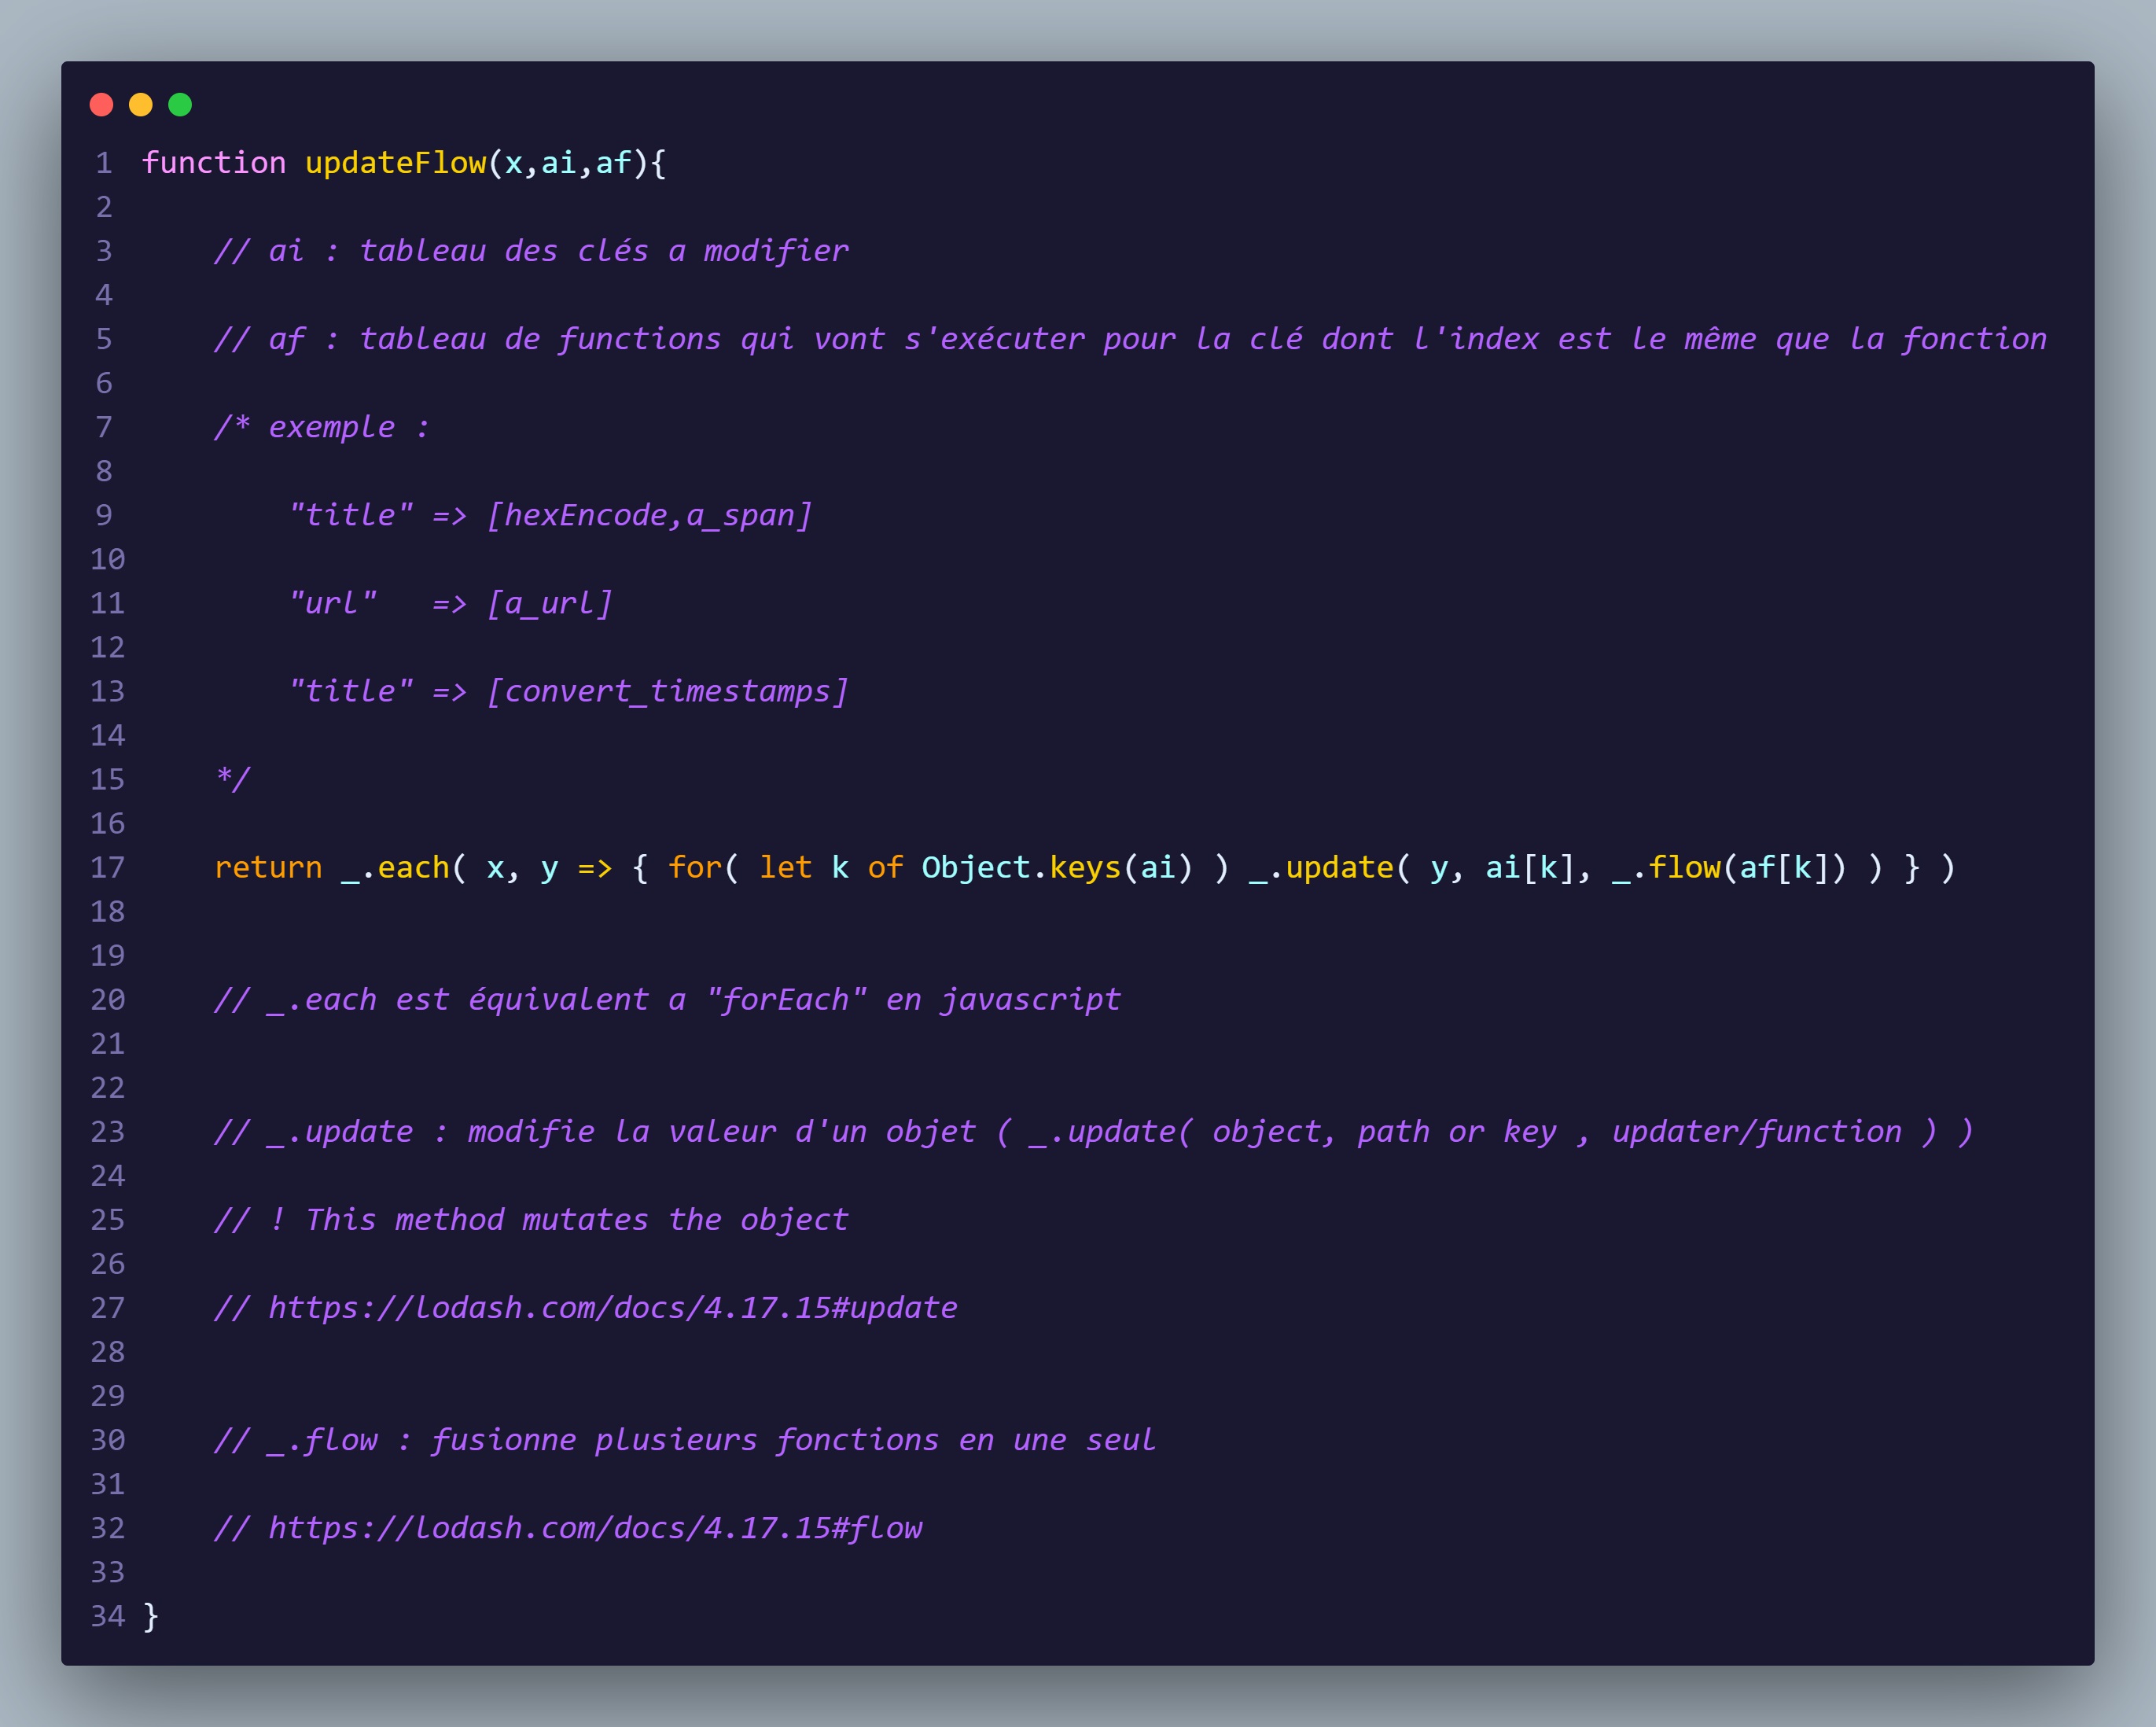 1 function updateFlow(x,ai,af){
2
3 // ai : tableau des clés a modifier
4
5 // af : tableau de functions qui vont s'exécuter pour la clé dont l'index est le même que la fonction
6
7 /* exemple :
8
9 "title" => [hexEncode,a_span]
10
11 "url"   => [a_url]
12
13 "title" => [convert_timestamps]
14
15 */
16
17 return _.each( x, y => { for( let k of Object.keys(ai) ) _.update( y, ai[k], _.flow(af[k]) ) } )
18
19
20 // _.each est équivalent a "forEach" en javascript
21
22
23 // _.update : modifie la valeur d'un objet ( _.update( object, path or key , updater/function ) )
24
25 // ! This method mutates the object
26
27 // https://lodash.com/docs/4.17.15#update
28
29
30 // _.flow : fusionne plusieurs fonctions en une seul
31
32 // https://lodash.com/docs/4.17.15#flow
33
34 }